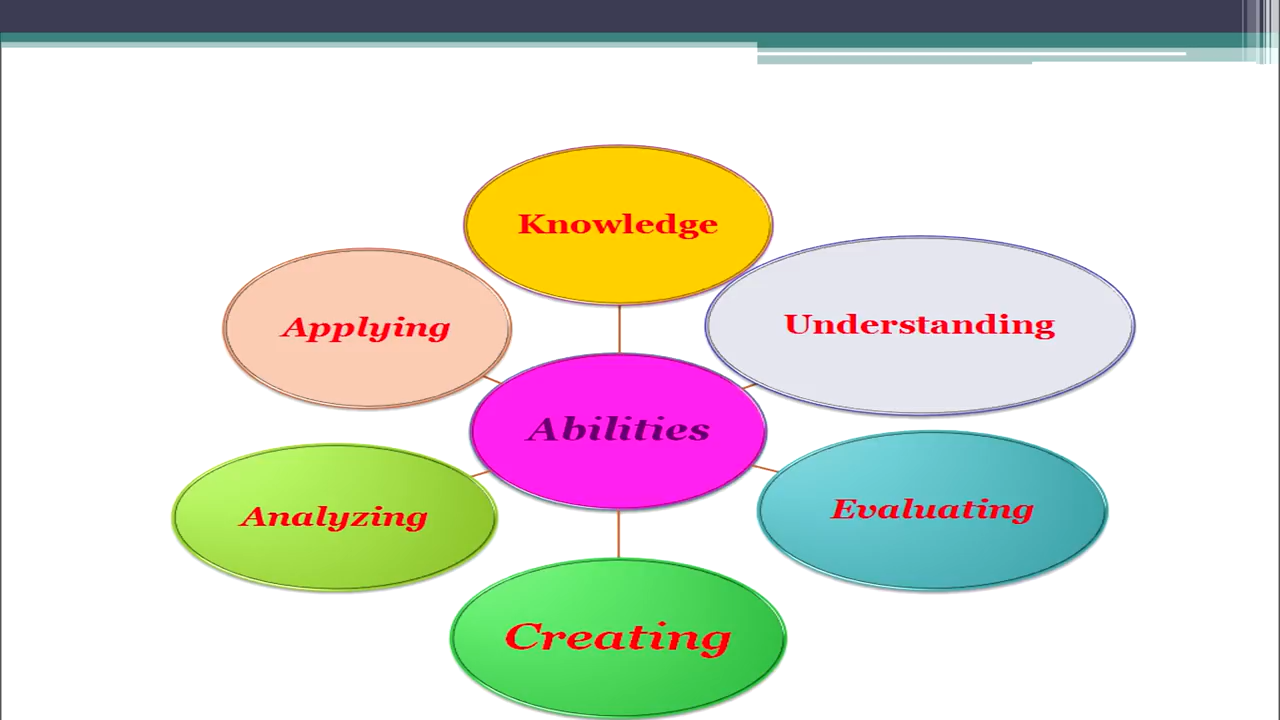 Knowledge
Applying
Understanding
Abilities
Analyzing
Evaluating
Creating